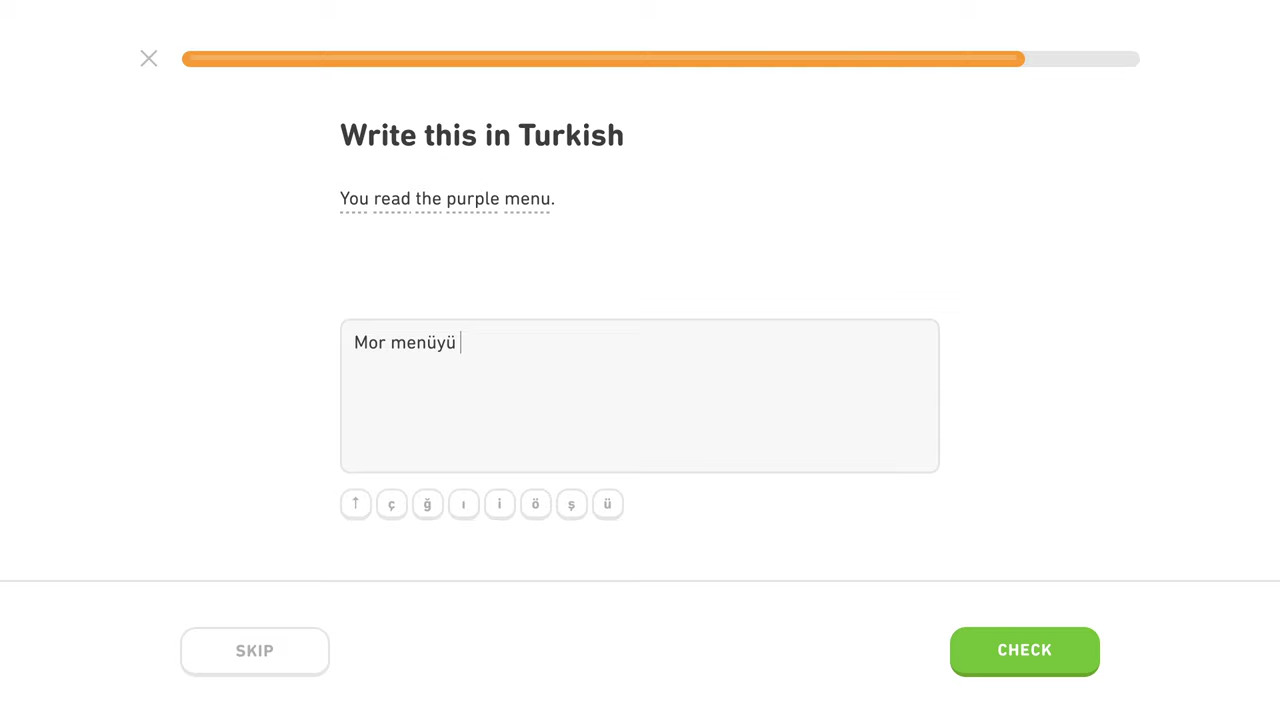 Write this in Turkish
You read the purple menu.
Mor menüyü
↑ ç ğ ı i ö ş ü
SKIP
CHECK